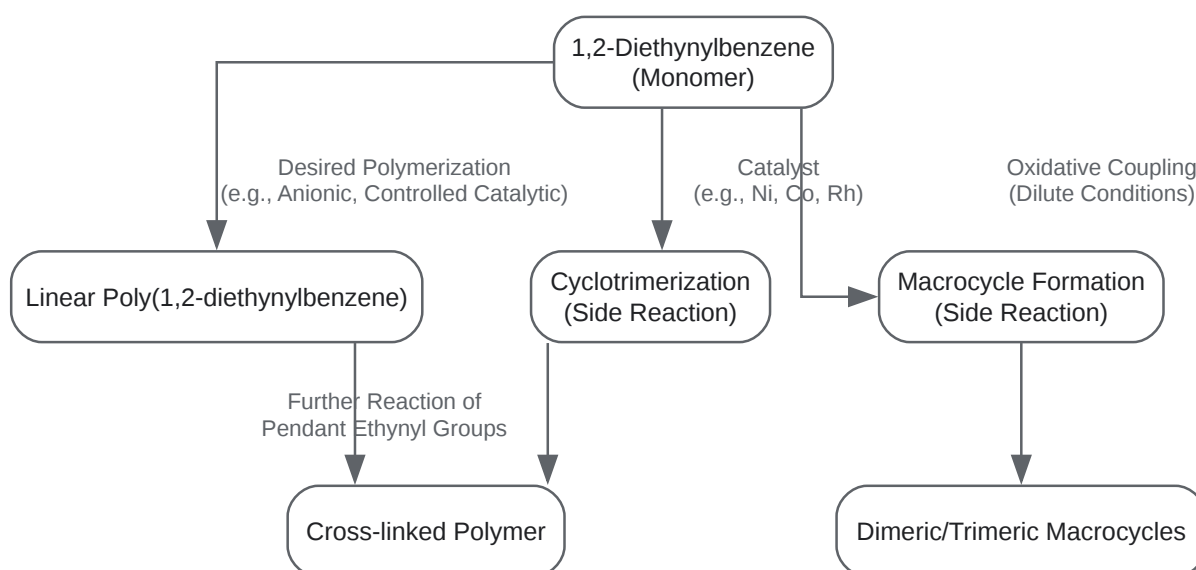 1,2-Diethynylbenzene
(Monomer)
Desired Polymerization
(e.g., Anionic, Controlled Catalytic)
Catalyst
(e.g., Ni, Co, Rh)
Oxidative Coupling
(Dilute Conditions)
Linear Poly(1,2-diethynylbenzene)
Cyclotrimerization
(Side Reaction)
Macrocycle Formation
(Side Reaction)
Further Reaction of
Pendant Ethynyl Groups
Cross-linked Polymer
Dimeric/Trimeric Macrocycles